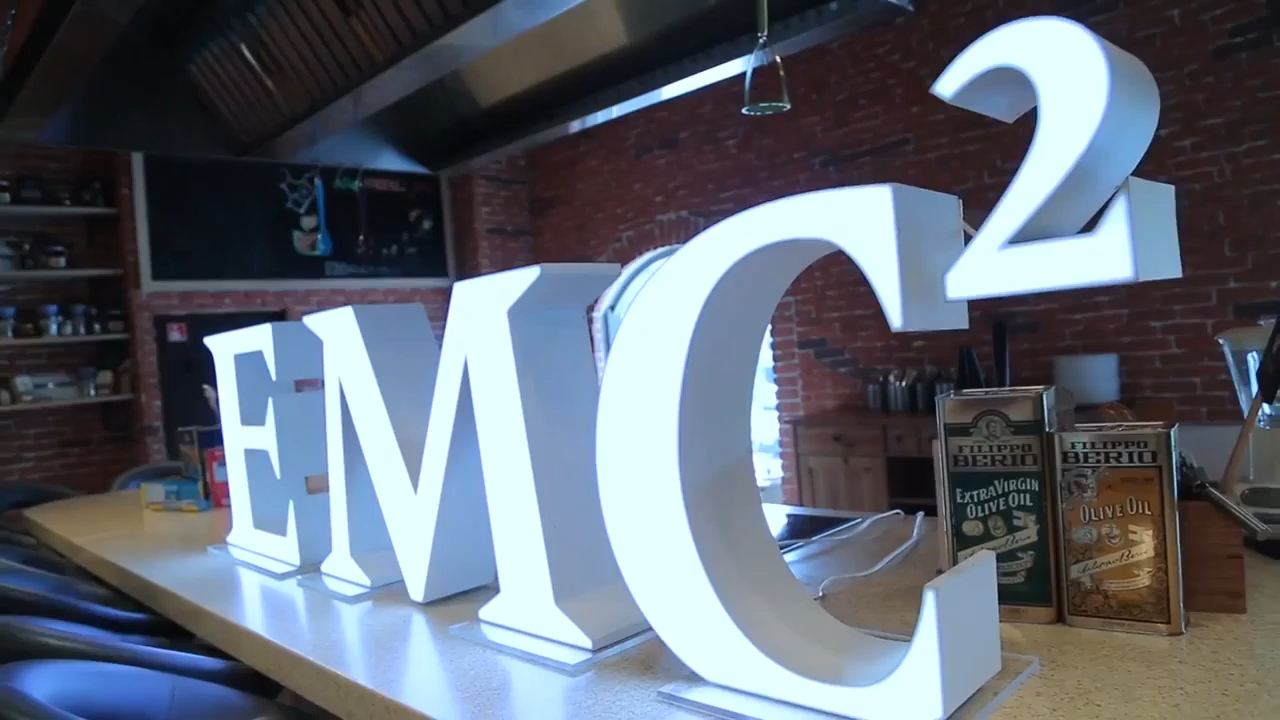 EMC²
FILIPPO
BERIO
EXTRA VIRGIN
OLIVE OIL
FILIPPO
BERIO
OLIVE OIL